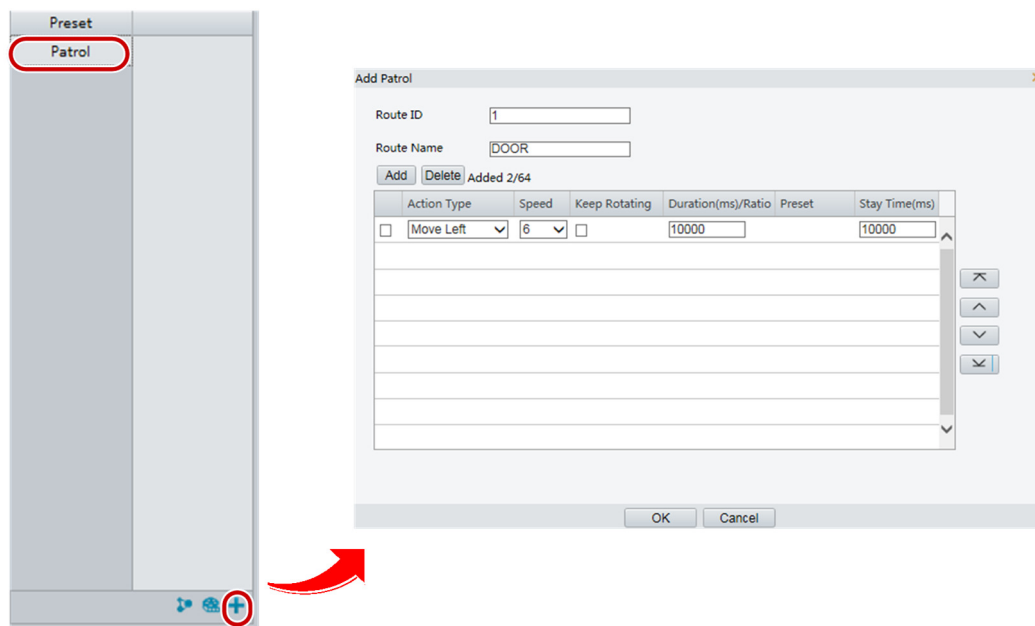 Preset
Patrol
Add Patrol
Route ID 1
Route Name DOOR
Add Delete Added 2/64
Action Type Speed Keep Rotating Duration(ms)/Ratio Preset Stay Time(ms)
Move Left 6 10000 10000
OK Cancel